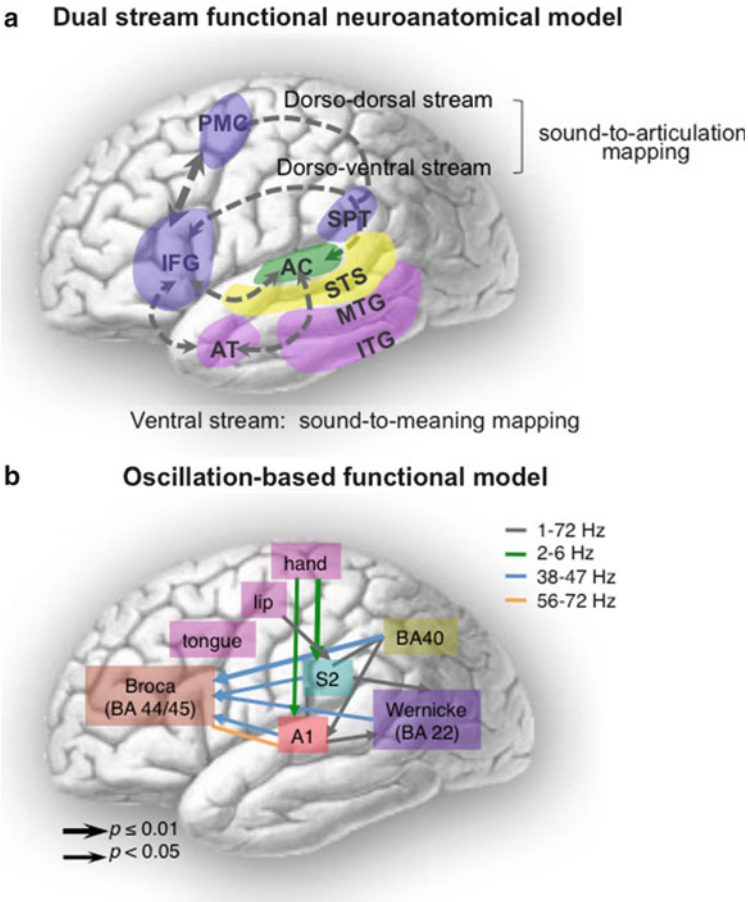 a Dual stream functional neuroanatomical model
Dorso-dorsal stream
PMC
sound-to-articulation
mapping
Dorso-ventral stream
SPT
IFG
AC
STS
MTG
AT
ITG
Ventral stream: sound-to-meaning mapping
b Oscillation-based functional model
1-72 Hz
2-6 Hz
38-47 Hz
56-72 Hz
hand
lip
tongue
BA40
S2
Broca
(BA 44/45)
Wernicke
(BA 22)
A1
p ≤ 0.01
p < 0.05